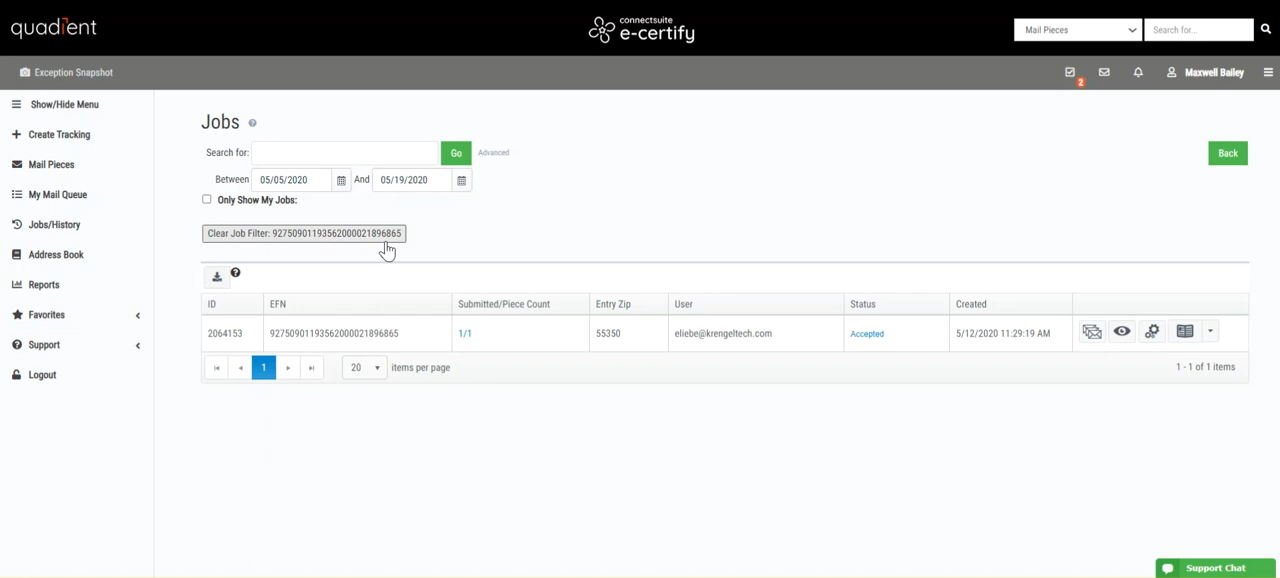 quadient
connectsuite
e-certify
Mail Pieces
Search for...
Exception Snapshot
2
Maxwell Bailey
Show/Hide Menu
Create Tracking
Mail Pieces
My Mail Queue
Jobs/History
Address Book
Reports
Favorites
Support
Logout
Jobs
Search for:
Go
Advanced
Back
Between
05/05/2020
And
05/19/2020
Only Show My Jobs:
Clear Job Filter: 92750901193562000021896865
ID
EFN
Submitted/Piece Count
Entry Zip
User
Status
Created
2064153
92750901193562000021896865
1/1
55350
eliebe@krengeltech.com
Accepted
5/12/2020 11:29:19 AM
1
20
items per page
1 - 1 of 1 items
Support Chat